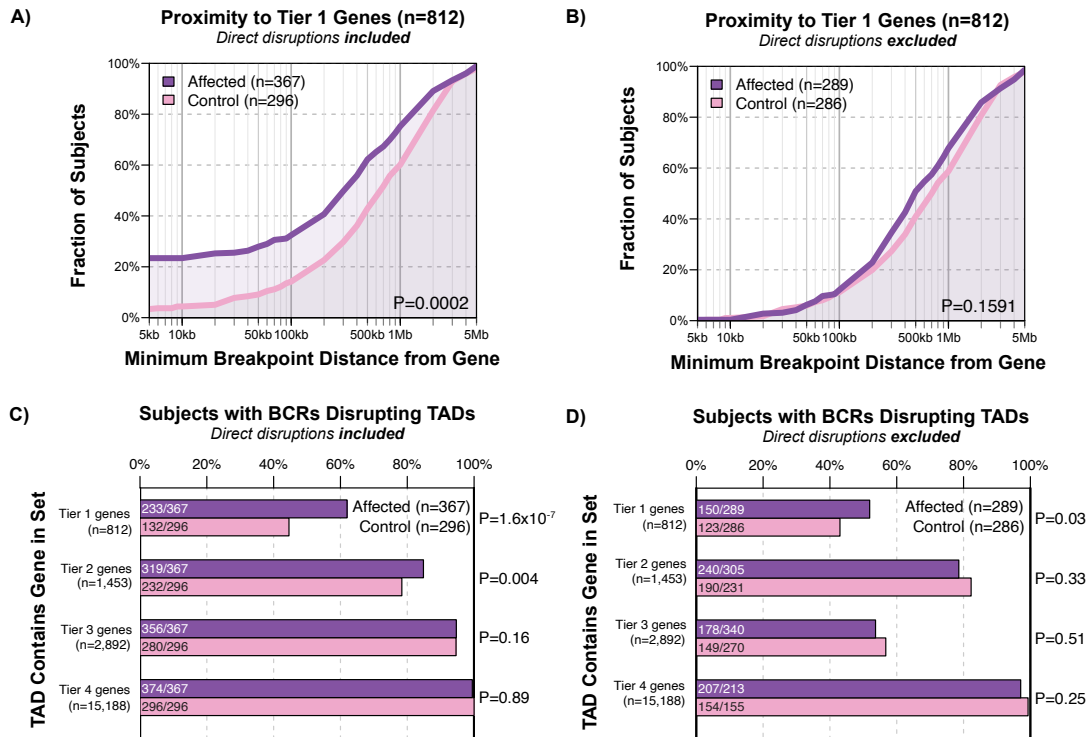 A)
Proximity to Tier 1 Genes (n=812)
Direct disruptions included
Fraction of Subjects
100%
80%
60%
40%
20%
0%
Affected (n=367)
Control (n=296)
P=0.0002
5kb 10kb 50kb 100kb 500kb 1Mb 5Mb
Minimum Breakpoint Distance from Gene
B)
Proximity to Tier 1 Genes (n=812)
Direct disruptions excluded
Fraction of Subjects
100%
80%
60%
40%
20%
0%
Affected (n=289)
Control (n=286)
P=0.1591
5kb 10kb 50kb 100kb 500kb 1Mb 5Mb
Minimum Breakpoint Distance from Gene
C)
Subjects with BCRs Disrupting TADs
Direct disruptions included
0% 20% 40% 60% 80% 100%
TAD Contains Gene in Set
Affected (n=367)
Control (n=296)
Tier 1 genes
(n=812)
233/367
132/296
P=1.6x10-7
Tier 2 genes
(n=1,453)
319/367
232/296
P=0.004
Tier 3 genes
(n=2,892)
356/367
280/296
P=0.16
Tier 4 genes
(n=15,188)
374/367
296/296
P=0.89
D)
Subjects with BCRs Disrupting TADs
Direct disruptions excluded
0% 20% 40% 60% 80% 100%
TAD Contains Gene in Set
Affected (n=289)
Control (n=286)
Tier 1 genes
(n=812)
150/289
123/286
P=0.03
Tier 2 genes
(n=1,453)
240/305
190/231
P=0.33
Tier 3 genes
(n=2,892)
178/340
149/270
P=0.51
Tier 4 genes
(n=15,188)
207/213
154/155
P=0.25